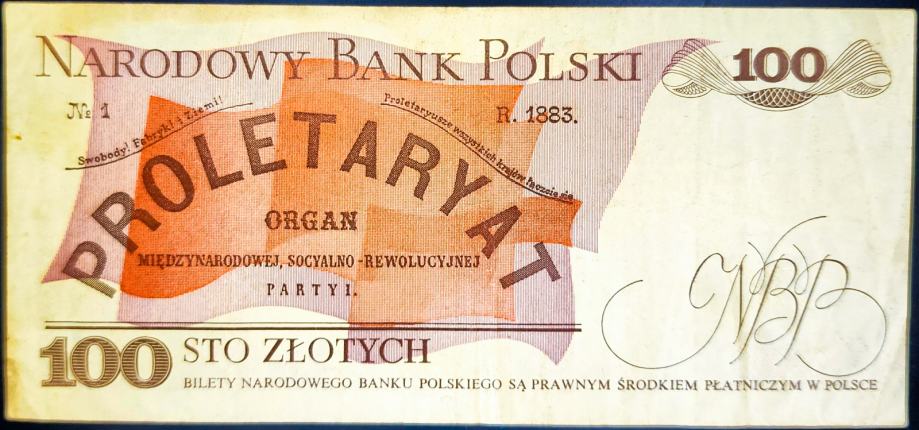 NARODOWY BANK POLSKI
100
№ 1
R. 1883.
Swobody! Fabryki i Ziemi!
Proletaryusze wszystkich krajów łączcie się
PROLETARYAT
ORGAN
MIĘDZYNARODOWEJ, SOCYALNO-REWOLUCYJNEJ
PARTYI.
NBP
100 STO ZŁOTYCH
BILETY NARODOWEGO BANKU POLSKIEGO SĄ PRAWNYM ŚRODKIEM PŁATNICZYM W POLSCE